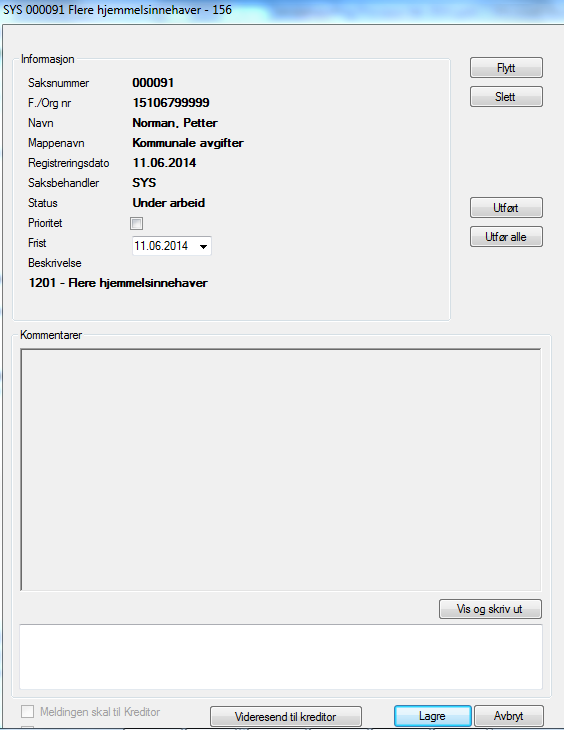 SYS 000091 Flere hjemmelsinnehaver - 156
Informasjon
Saksnummer 000091
F./Org nr 15106799999
Navn Norman, Petter
Mappenavn Kommunale avgifter
Registreringsdato 11.06.2014
Saksbehandler SYS
Status Under arbeid
Prioritet
Frist 11.06.2014
Beskrivelse
1201 - Flere hjemmelsinnehaver
Flytt
Slett
Utført
Utfør alle
Kommentarer
Vis og skriv ut
Meldingen skal til Kreditor
Videresend til kreditor
Lagre
Avbryt